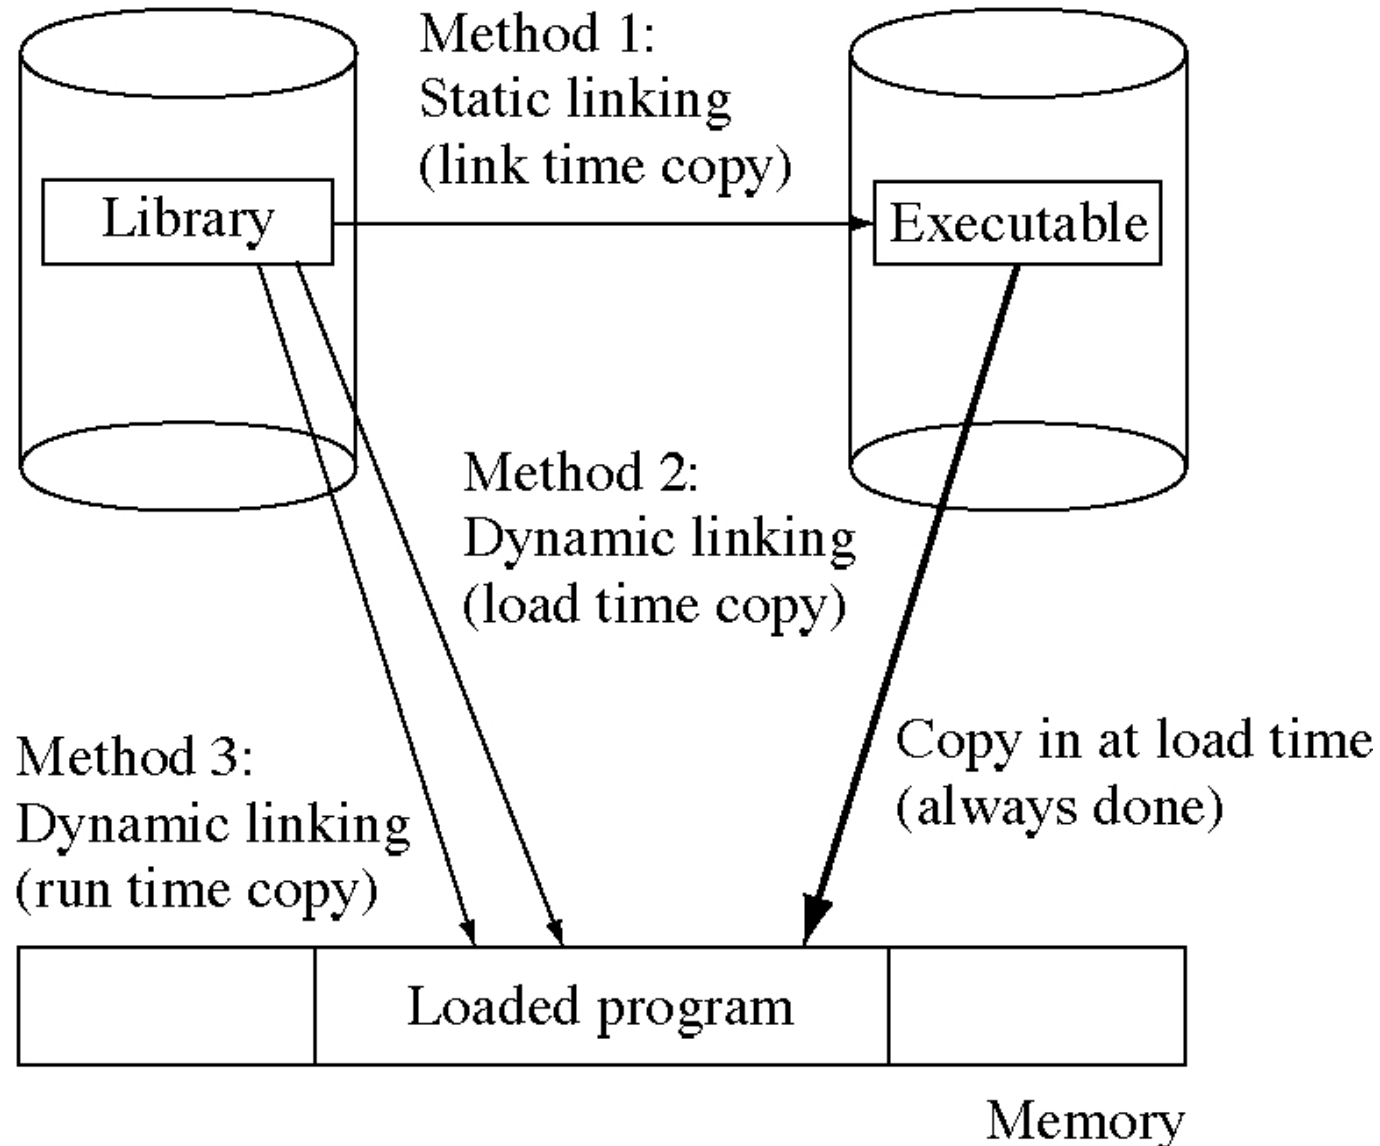 Method 1:
Static linking
(link time copy)
Library
Executable
Method 2:
Dynamic linking
(load time copy)
Copy in at load time
(always done)
Method 3:
Dynamic linking
(run time copy)
Loaded program
Memory